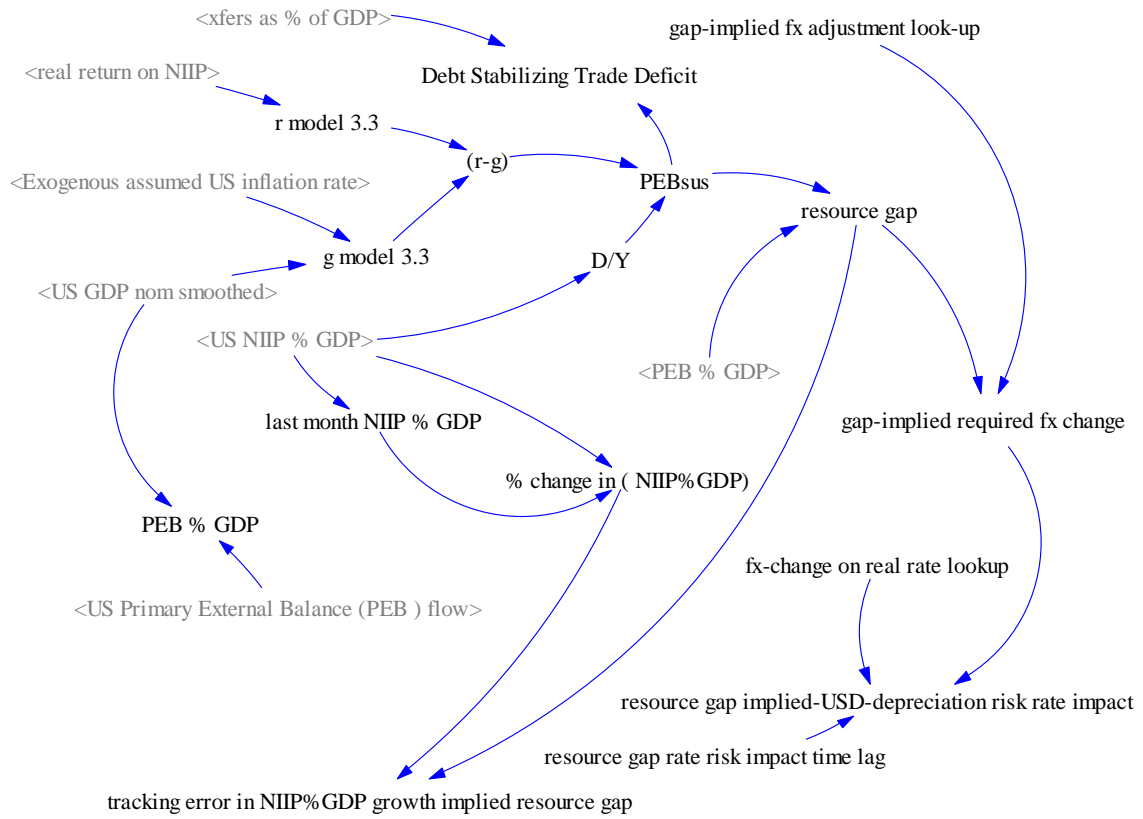 <xfers as % of GDP>
gap-implied fx adjustment look-up
<real return on NIIP>
Debt Stabilizing Trade Deficit
r model 3.3
(r-g)
<Exogenous assumed US inflation rate>
PEBsus
resource gap
g model 3.3
D/Y
<US GDP nom smoothed>
<US NIIP % GDP>
<PEB % GDP>
last month NIIP % GDP
gap-implied required fx change
% change in ( NIIP%GDP)
PEB % GDP
fx-change on real rate lookup
<US Primary External Balance (PEB ) flow>
resource gap implied-USD-depreciation risk rate impact
resource gap rate risk impact time lag
tracking error in NIIP%GDP growth implied resource gap